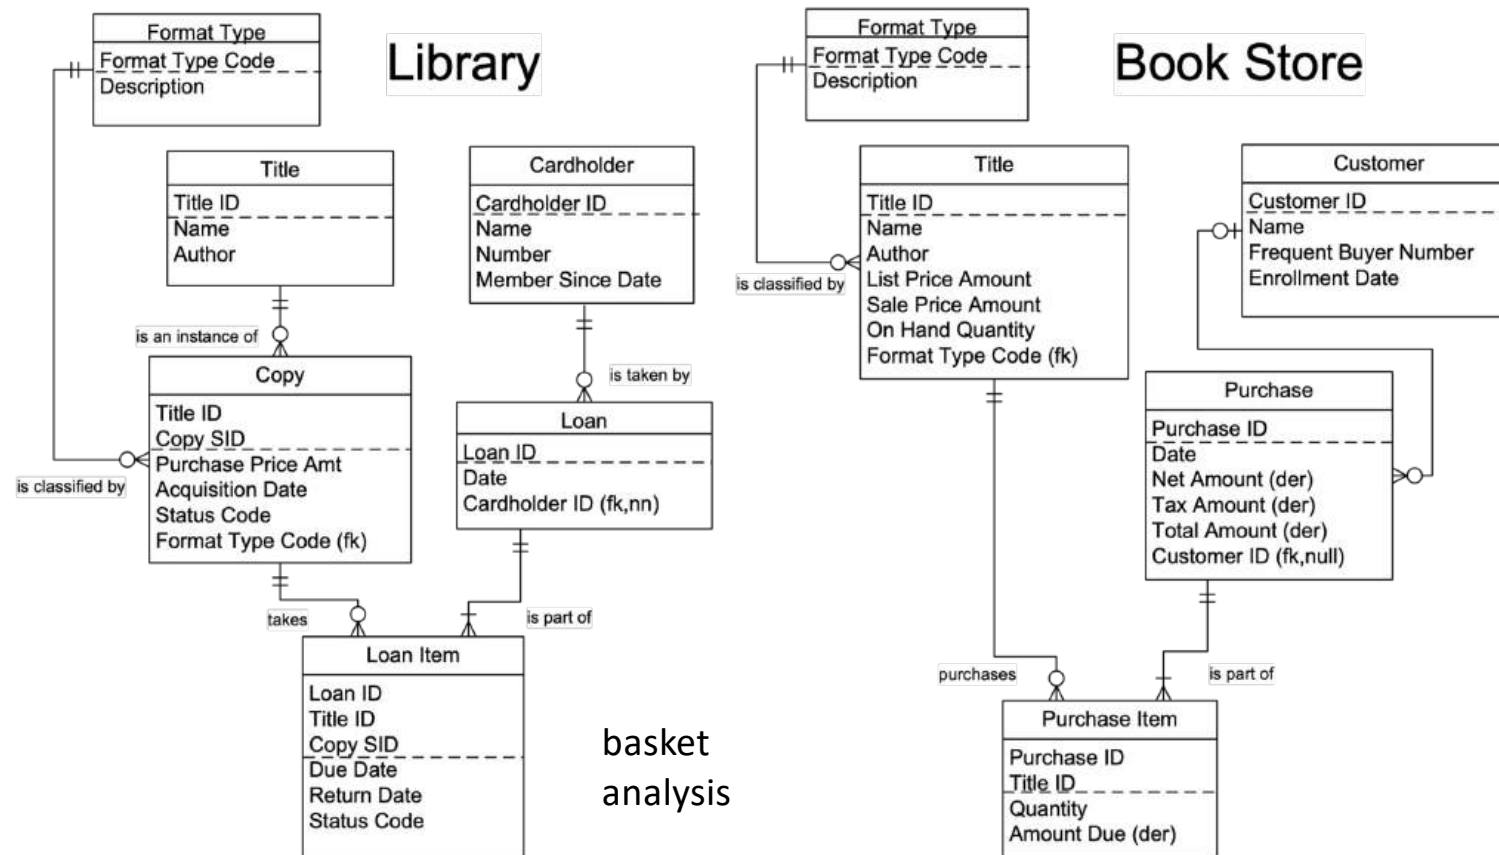 Library
Format Type
Format Type Code
Description
Title
Title ID
Name
Author
Cardholder
Cardholder ID
Name
Number
Member Since Date
is an instance of
is taken by
Copy
Title ID
Copy SID
Purchase Price Amt
Acquisition Date
Status Code
Format Type Code (fk)
is classified by
Loan
Loan ID
Date
Cardholder ID (fk,nn)
takes
is part of
Loan Item
Loan ID
Title ID
Copy SID
Due Date
Return Date
Status Code
basket
analysis
Book Store
Format Type
Format Type Code
Description
is classified by
Title
Title ID
Name
Author
List Price Amount
Sale Price Amount
On Hand Quantity
Format Type Code (fk)
Customer
Customer ID
Name
Frequent Buyer Number
Enrollment Date
Purchase
Purchase ID
Date
Net Amount (der)
Tax Amount (der)
Total Amount (der)
Customer ID (fk,null)
purchases
is part of
Purchase Item
Purchase ID
Title ID
Quantity
Amount Due (der)